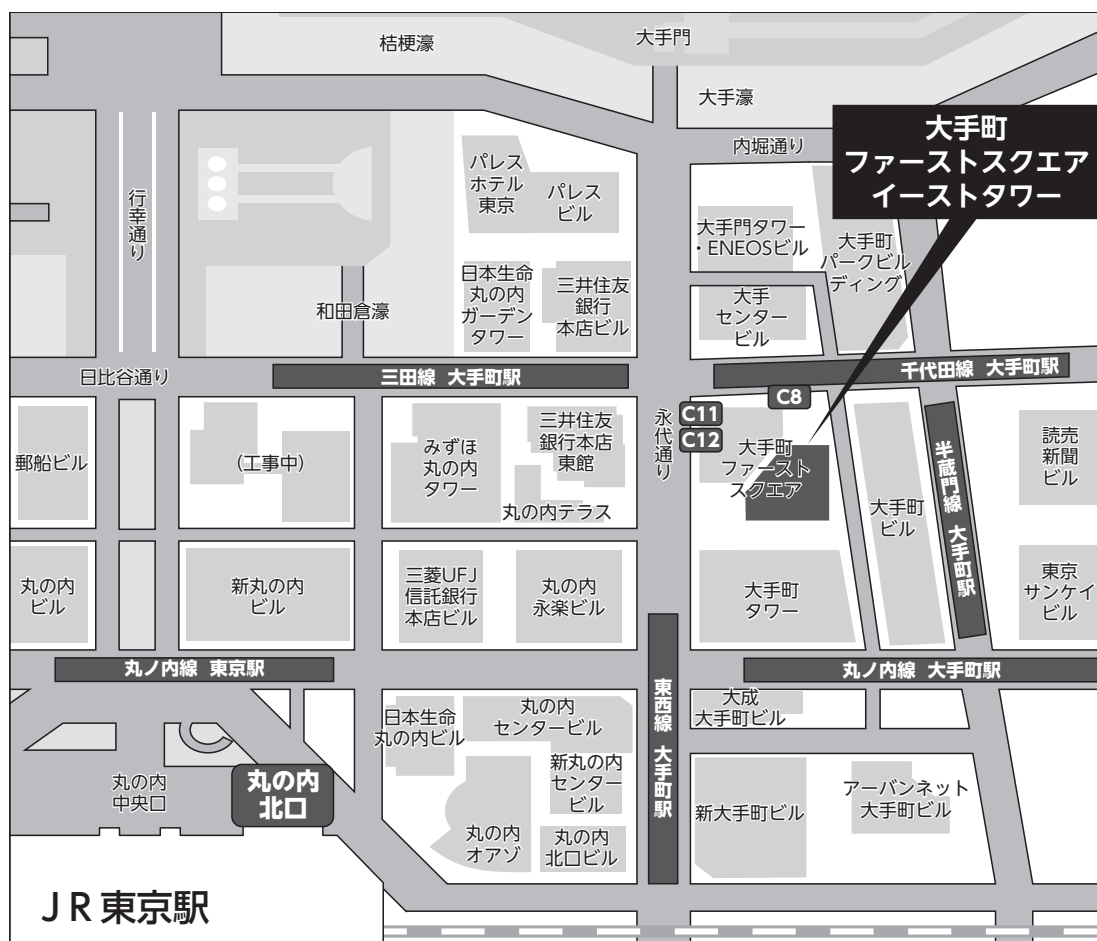 桔梗濠
大手門
大手濠
大手町
ファーストスクエア
イーストタワー
内堀通り
行幸通り
パレス
ホテル
東京
パレス
ビル
大手門タワー
・ENEOSビル
大手町
パークビル
ディング
日本生命
丸の内
ガーデン
タワー
三井住友
銀行
本店ビル
大手
センター
ビル
和田倉濠
日比谷通り
三田線 大手町駅
千代田線 大手町駅
C8
C11
C12
永代通り
郵船ビル
(工事中)
みずほ
丸の内
タワー
三井住友
銀行本店
東館
丸の内テラス
大手町
ファースト
スクエア
大手町
ビル
半蔵門線 大手町駅
読売
新聞
ビル
丸の内
ビル
新丸の内
ビル
三菱UFJ
信託銀行
本店ビル
丸の内
永楽ビル
大手町
タワー
東京
サンケイ
ビル
丸ノ内線 東京駅
丸ノ内線 大手町駅
東西線 大手町駅
日本生命
丸の内ビル
丸の内
センタービル
大成
大手町ビル
丸の内
中央口
丸の内
北口
新丸の内
センター
ビル
丸の内
オアゾ
丸の内
北口ビル
新大手町ビル
アーバンネット
大手町ビル
JR東京駅